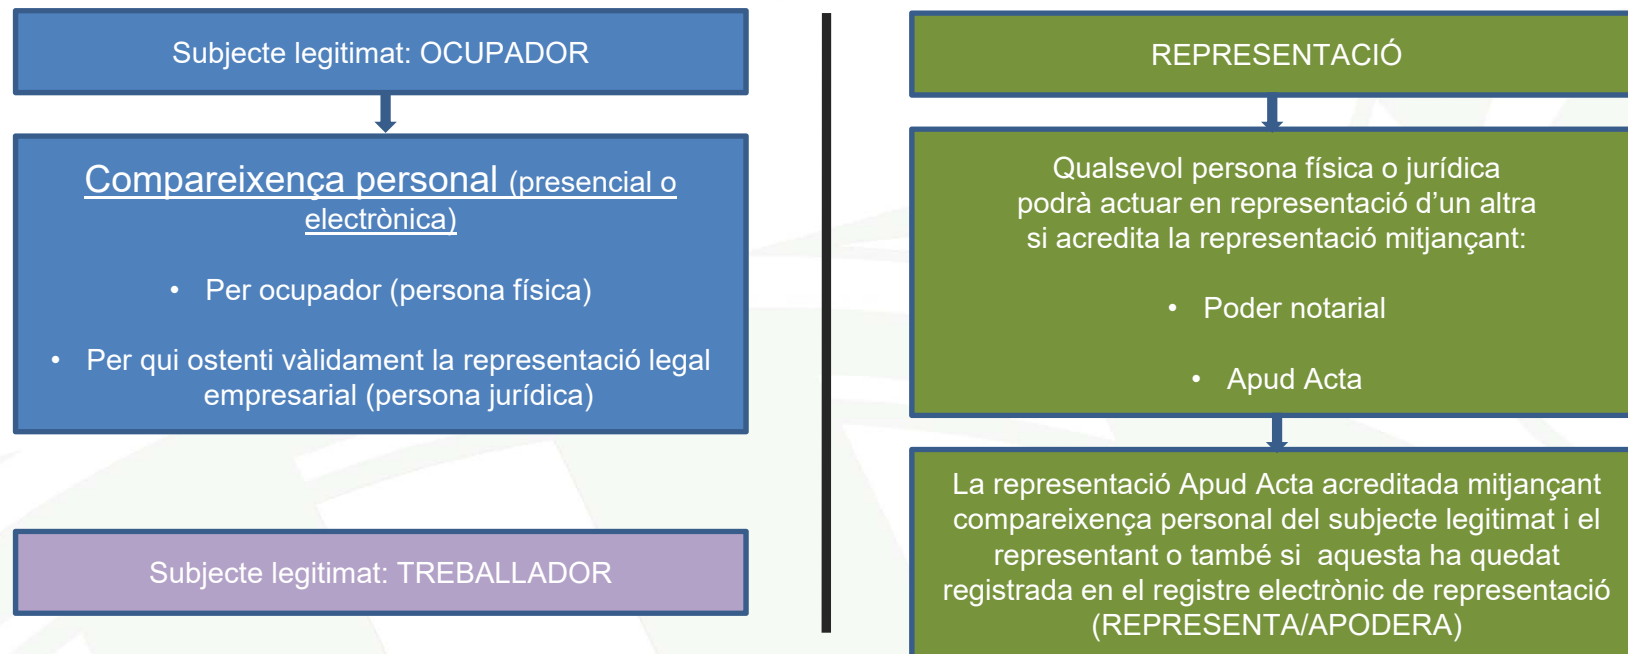 Subjecte legitimat: OCUPADOR
Compareixença personal (presencial o
electrònica)
• Per ocupador (persona física)
• Per qui ostenti vàlidament la representació legal
empresarial (persona jurídica)
Subjecte legitimat: TREBALLADOR
REPRESENTACIÓ
Qualsevol persona física o jurídica
podrà actuar en representació d’un altra
si acredita la representació mitjançant:
• Poder notarial
• Apud Acta
La representació Apud Acta acreditada mitjançant
compareixença personal del subjecte legitimat i el
representant o també si aquesta ha quedat
registrada en el registre electrònic de representació
(REPRESENTA/APODERA)